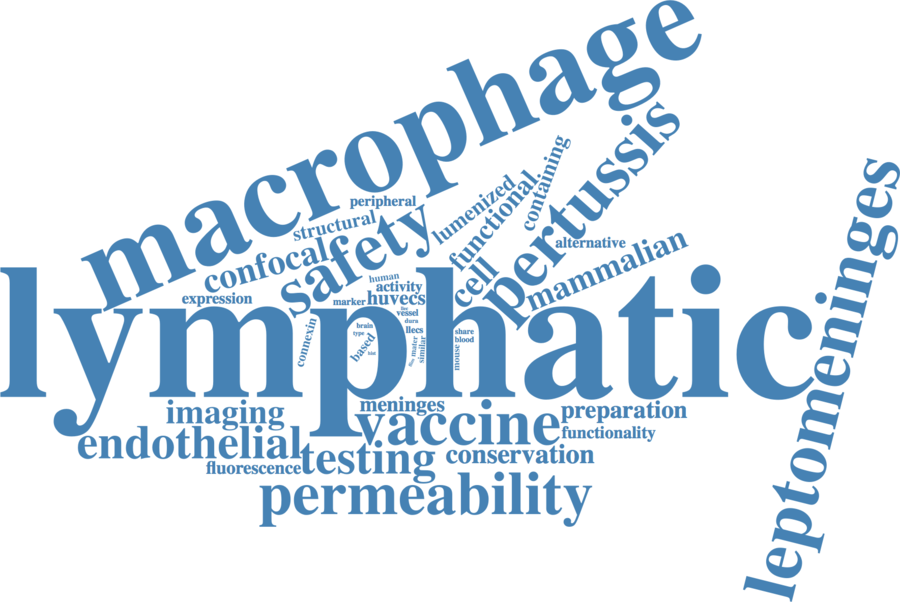 macrophage
pertussis
leptomeninges
containing
lumenized
functional
peripheral
structural
safety
confocal
alternative
mammalian
cell
human
activity
expression
marker
huvecs
lymphatic
vessel
dura
connexin
brain
type
llecs
share
blood
based
mater
similar
mouse
imaging
meninges
vaccine
preparation
endothelial
functionality
testing
conservation
fluorescence
permeability